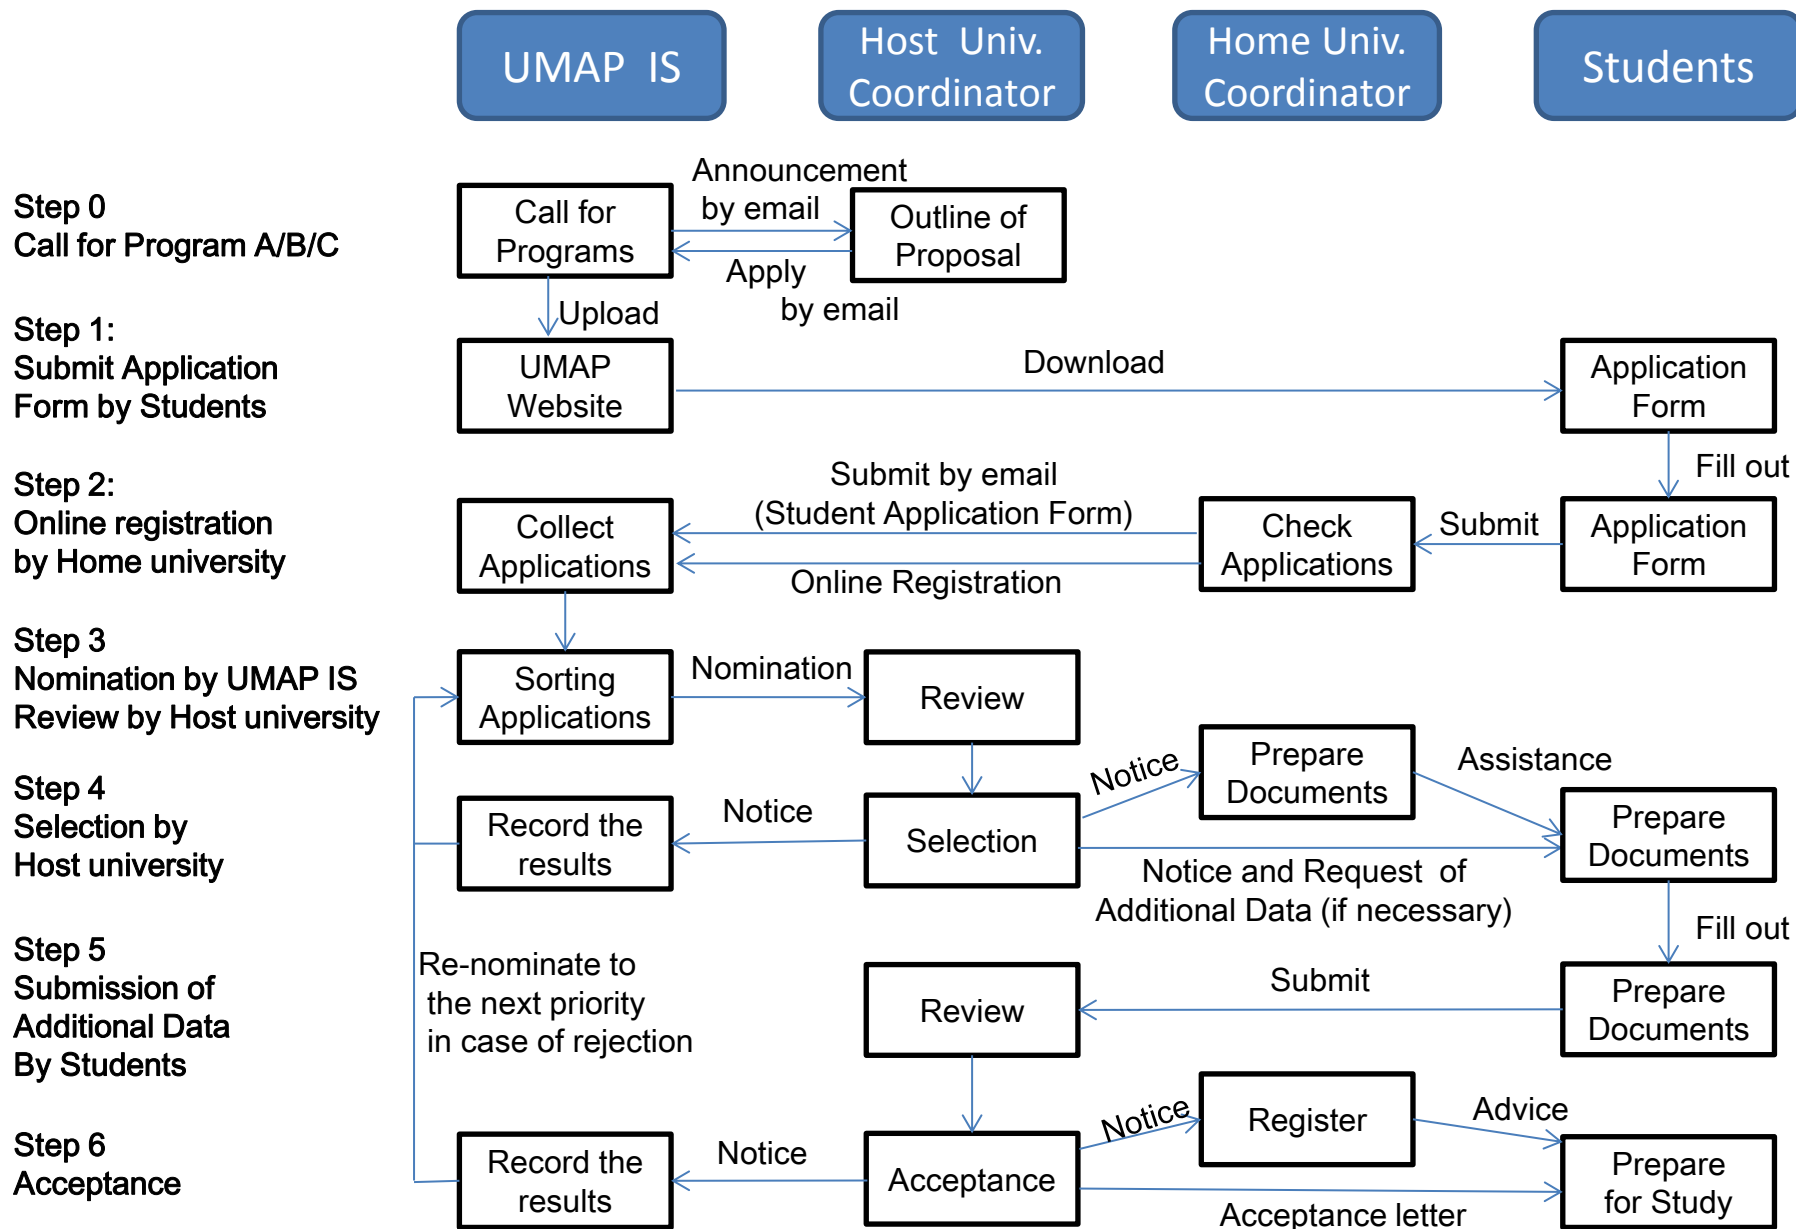 UMAP IS
Host Univ.
Coordinator
Home Univ.
Coordinator
Students
Step 0
Call for Program A/B/C
Call for
Programs
Announcement
by email
Apply
by email
Outline of
Proposal
Upload
Step 1:
Submit Application
Form by Students
UMAP
Website
Download
Application
Form
Fill out
Step 2:
Online registration
by Home university
Collect
Applications
Submit by email
(Student Application Form)
Online Registration
Check
Applications
Submit
Application
Form
Step 3
Nomination by UMAP IS
Review by Host university
Sorting
Applications
Nomination
Review
Step 4
Selection by
Host university
Record the
results
Notice
Selection
Notice
Prepare
Documents
Assistance
Notice and Request of
Additional Data (if necessary)
Prepare
Documents
Fill out
Step 5
Submission of
Additional Data
By Students
Re-nominate to
the next priority
in case of rejection
Review
Submit
Prepare
Documents
Step 6
Acceptance
Record the
results
Notice
Acceptance
Notice
Register
Advice
Acceptance letter
Prepare
for Study